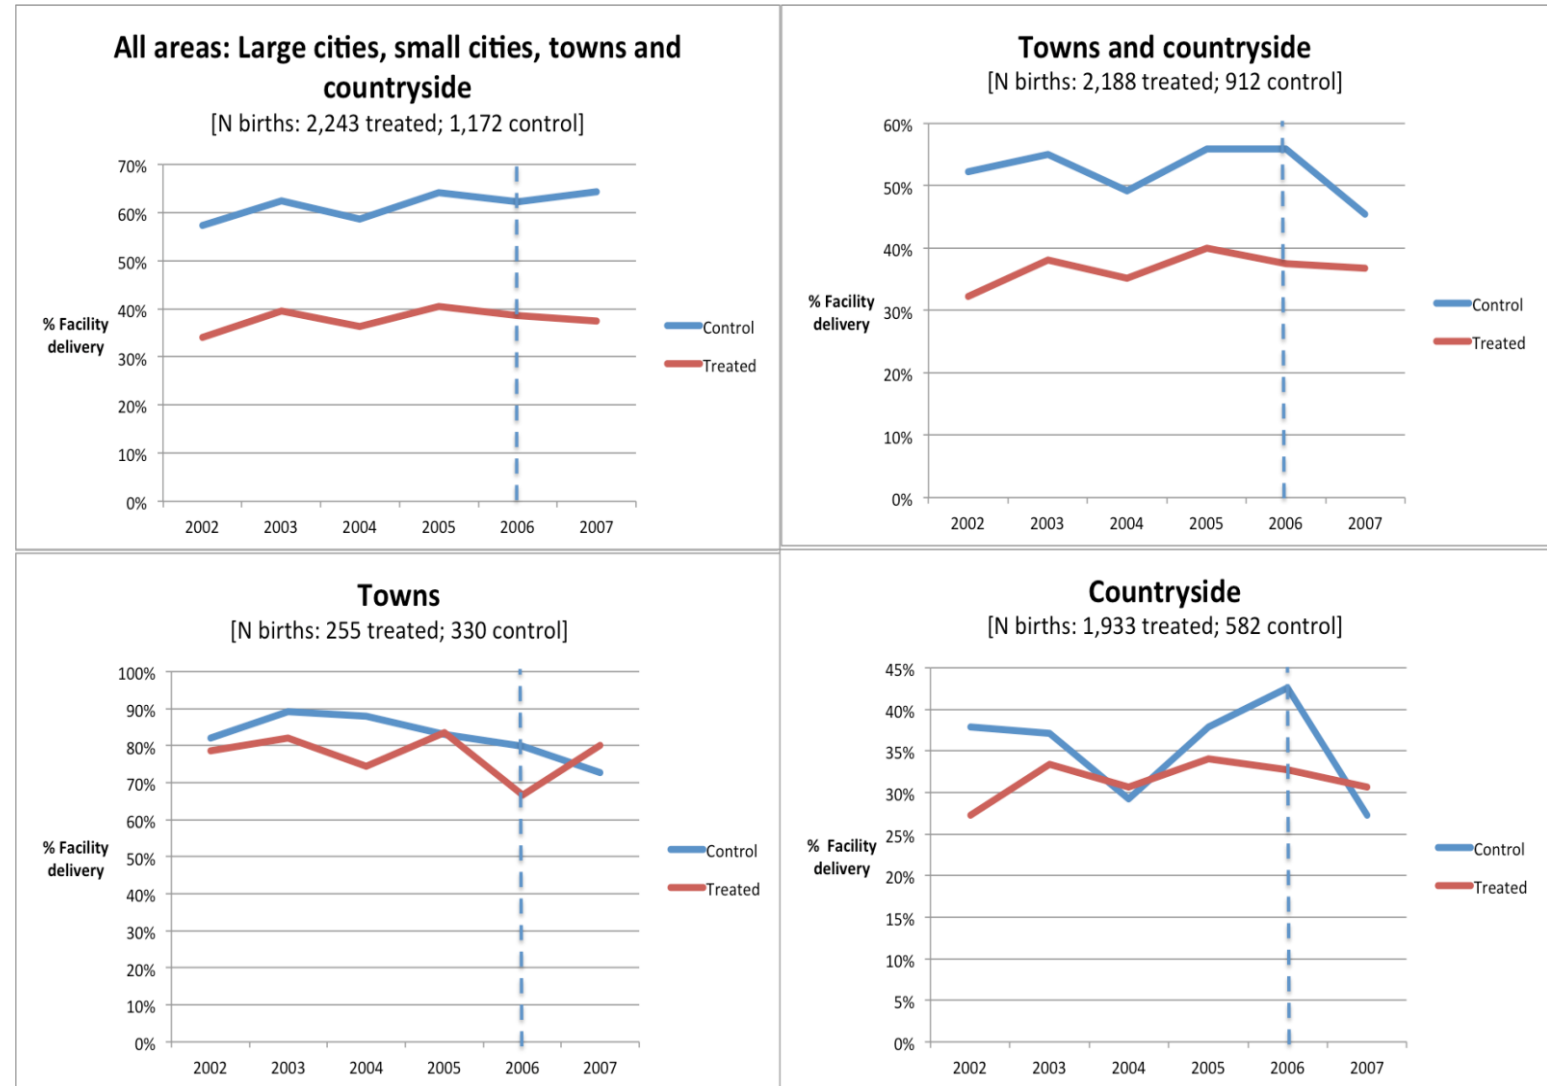 All areas: Large cities, small cities, towns and
countryside
[N births: 2,243 treated; 1,172 control]
70%
60%
50%
40%
30%
20%
10%
0%
% Facility
delivery
2002 2003 2004 2005 2006 2007
Control
Treated
Towns and countryside
[N births: 2,188 treated; 912 control]
60%
50%
40%
30%
20%
10%
0%
% Facility
delivery
2002 2003 2004 2005 2006 2007
Control
Treated
Towns
[N births: 255 treated; 330 control]
100%
90%
80%
70%
60%
50%
40%
30%
20%
10%
0%
% Facility
delivery
2002 2003 2004 2005 2006 2007
Control
Treated
Countryside
[N births: 1,933 treated; 582 control]
45%
40%
35%
30%
25%
20%
15%
10%
5%
0%
% Facility
delivery
2002 2003 2004 2005 2006 2007
Control
Treated